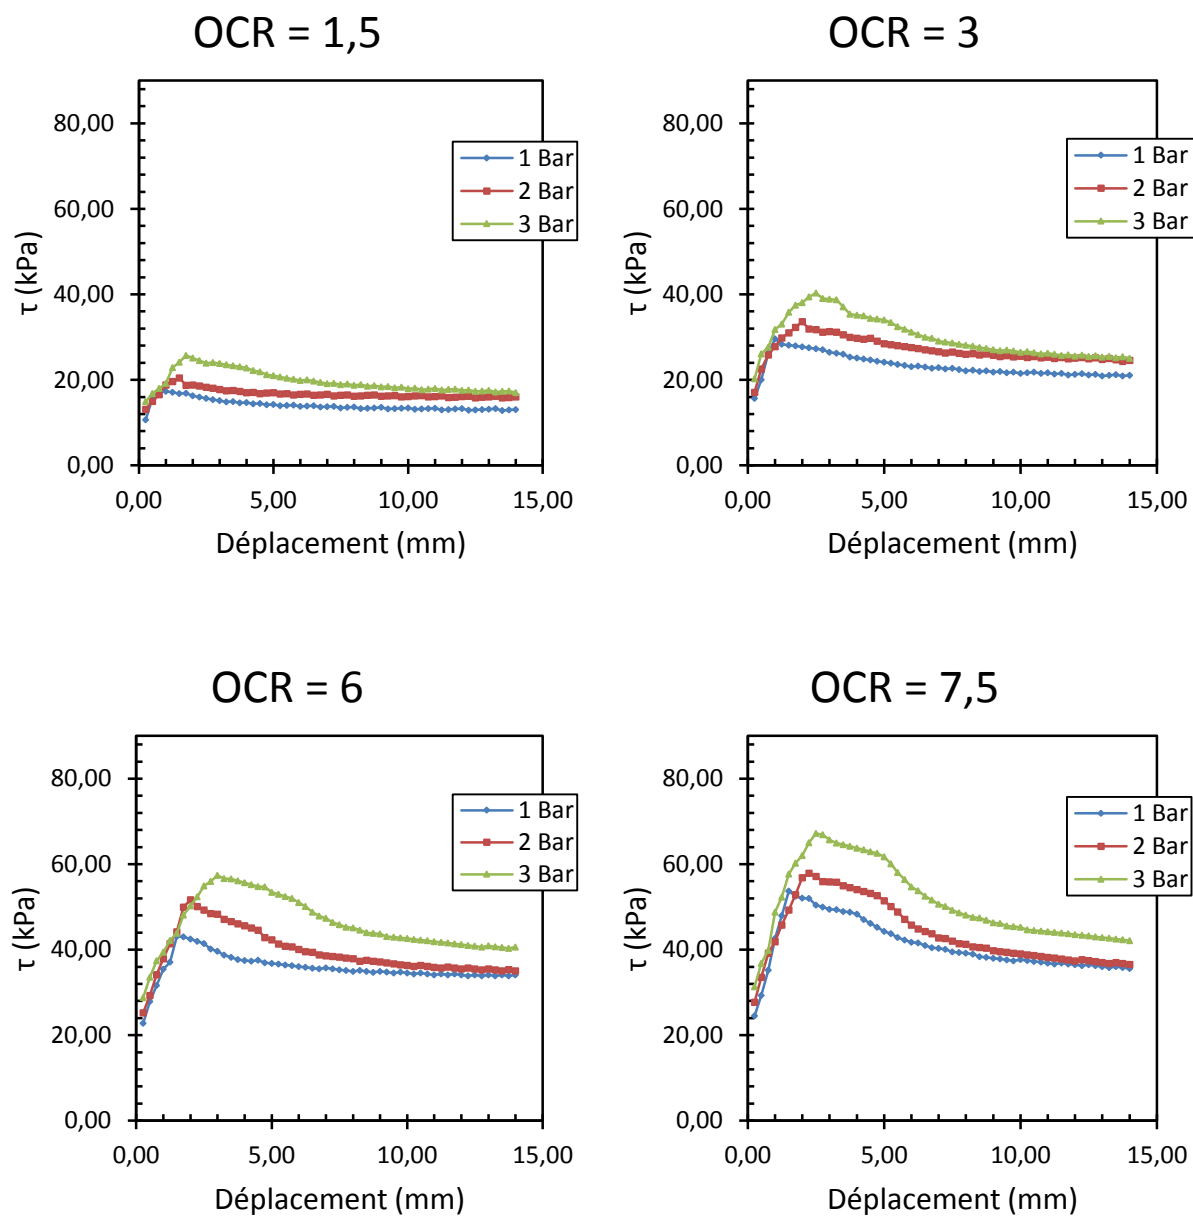 OCR = 1,5
80,00
60,00
40,00
20,00
0,00
τ (kPa)
1 Bar
2 Bar
3 Bar
0,00 5,00 10,00 15,00
Déplacement (mm)
OCR = 3
80,00
60,00
40,00
20,00
0,00
τ (kPa)
1 Bar
2 Bar
3 Bar
0,00 5,00 10,00 15,00
Déplacement (mm)
OCR = 6
80,00
60,00
40,00
20,00
0,00
τ (kPa)
1 Bar
2 Bar
3 Bar
0,00 5,00 10,00 15,00
Déplacement (mm)
OCR = 7,5
80,00
60,00
40,00
20,00
0,00
τ (kPa)
1 Bar
2 Bar
3 Bar
0,00 5,00 10,00 15,00
Déplacement (mm)